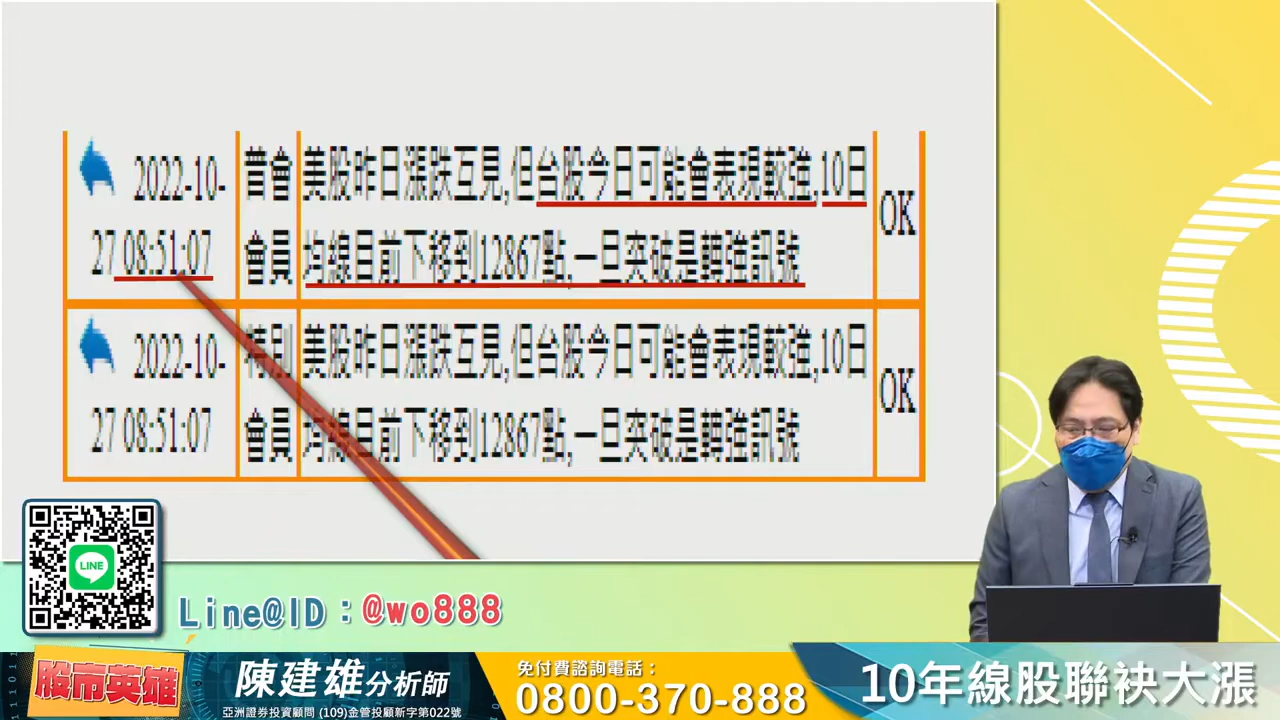 2022-10-
27 08:51:07
昔會
會員
美股昨日漲跌互見,但台股今日可能會表現較強,10日
均線目前下移到12867點,一旦突破是轉強訊號
OK
2022-10-
27 08:51:07
特別
會員
美股昨日漲跌互見,但台股今日可能會表現較強,10日
均線目前下移到12867點,一旦突破是轉強訊號
OK
LINE
Line@ID：@wo888
股市英雄
陳建雄分析師
亞洲證券投資顧問 (109)金管投顧新字第022號
免付費諮詢電話：
0800-370-888
10年線股聯袂大漲